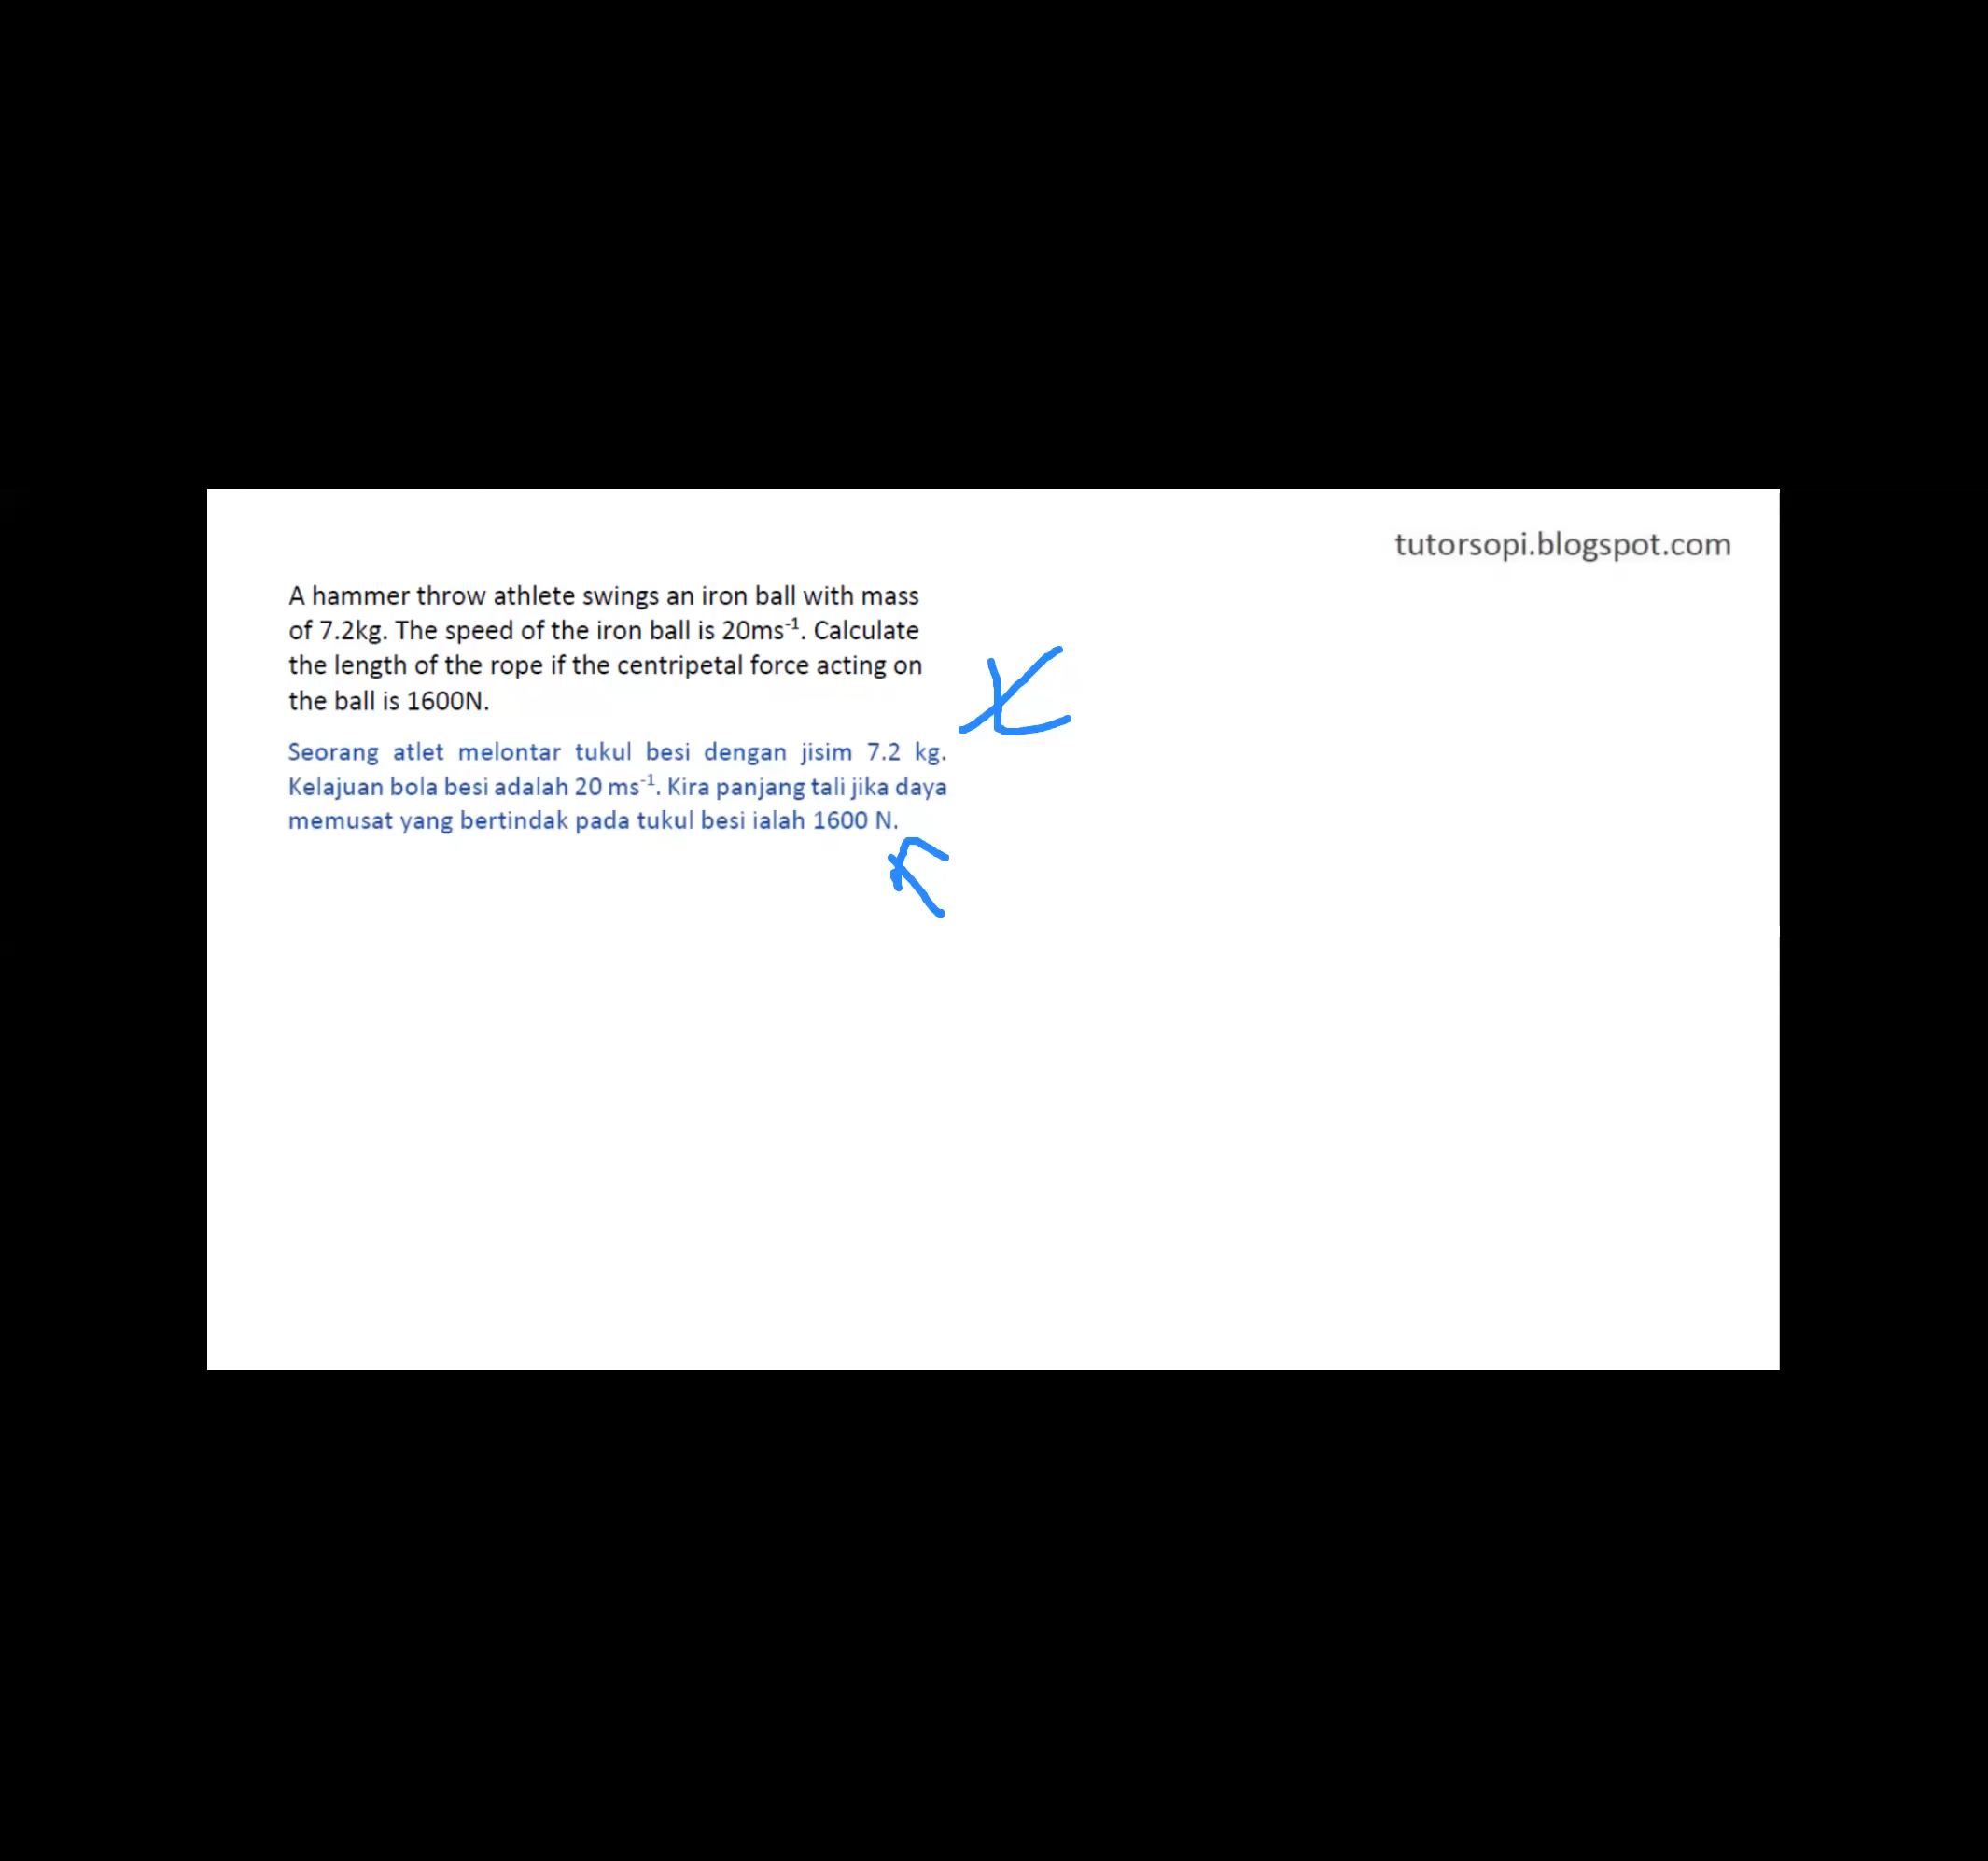 tutorsopi.blogspot.com
A hammer throw athlete swings an iron ball with mass
of 7.2kg. The speed of the iron ball is 20ms⁻¹. Calculate
the length of the rope if the centripetal force acting on
the ball is 1600N.
Seorang atlet melontar tukul besi dengan jisim 7.2 kg.
Kelajuan bola besi adalah 20 ms⁻¹. Kira panjang tali jika daya
memusat yang bertindak pada tukul besi ialah 1600 N.